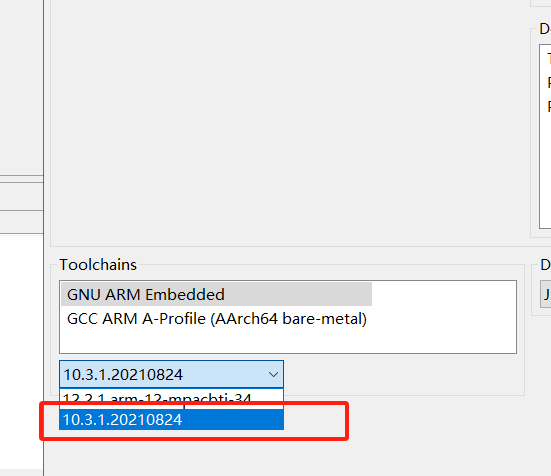 D
Toolchains
D
GNU ARM Embedded
J
GCC ARM A-Profile (AArch64 bare-metal)
10.3.1.20210824
12.2.1.arm-12-mpacbti-34
10.3.1.20210824